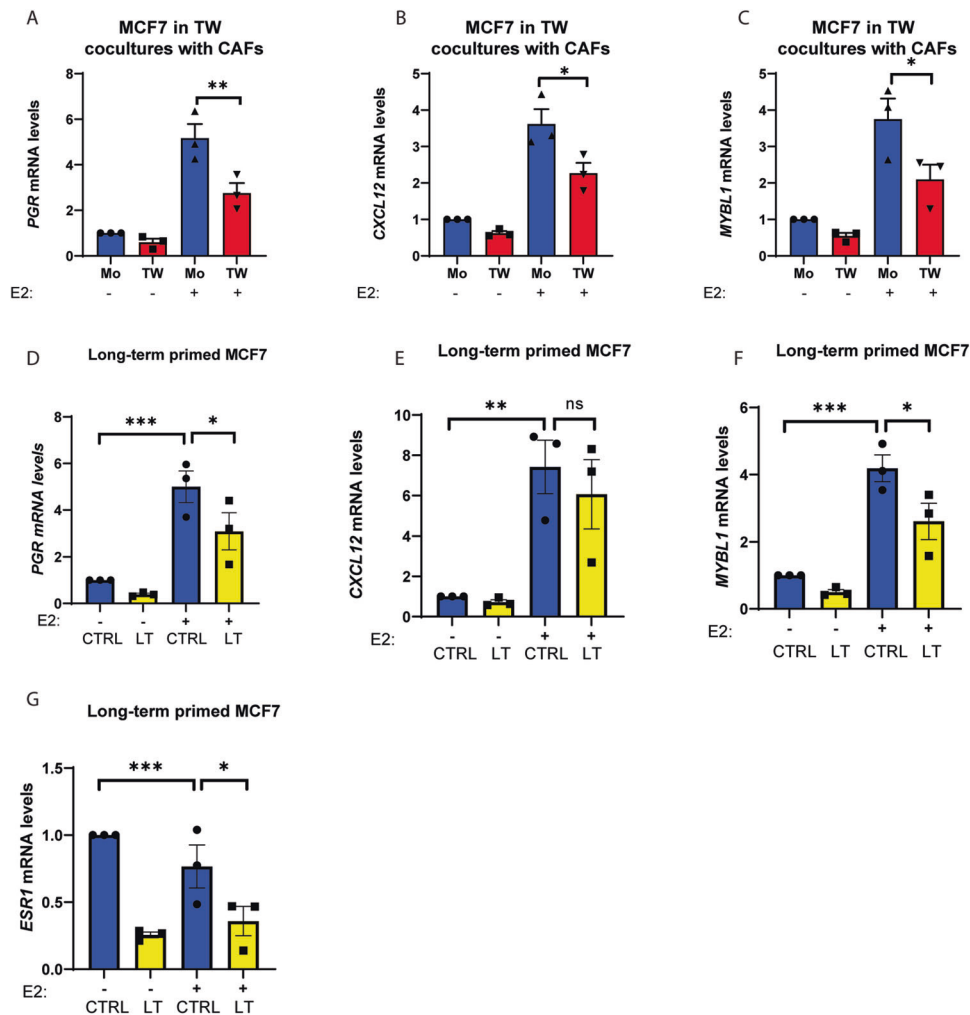 A
MCF7 in TW
cocultures with CAFs
PGR mRNA levels
8
6
4
2
0
**
Mo TW Mo TW
E2: - - + +
B
MCF7 in TW
cocultures with CAFs
CXCL12 mRNA levels
5
4
3
2
1
0
*
Mo TW Mo TW
E2: - - + +
C
MCF7 in TW
cocultures with CAFs
MYBL1 mRNA levels
5
4
3
2
1
0
*
Mo TW Mo TW
E2: - - + +
D
Long-term primed MCF7
PGR mRNA levels
8
6
4
2
0
*** *
E2: - - + +
CTRL LT CTRL LT
E
Long-term primed MCF7
CXCL12 mRNA levels
10
8
6
4
2
0
** ns
E2: - - + +
CTRL LT CTRL LT
F
Long-term primed MCF7
MYBL1 mRNA levels
6
4
2
0
*** *
E2: - - + +
CTRL LT CTRL LT
G
Long-term primed MCF7
ESR1 mRNA levels
1.5
1.0
0.5
0.0
*** *
E2: - - + +
CTRL LT CTRL LT